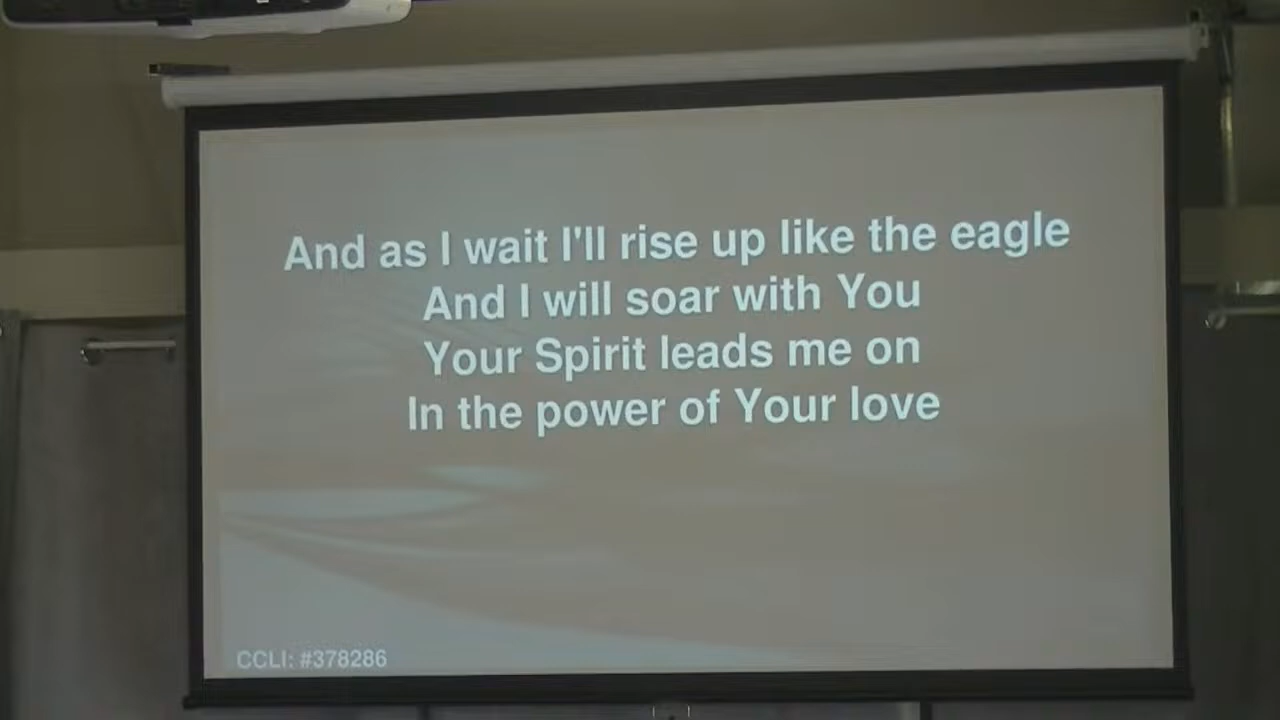 And as I wait I'll rise up like the eagle
And I will soar with You
Your Spirit leads me on
In the power of Your love
CCLI: #378286